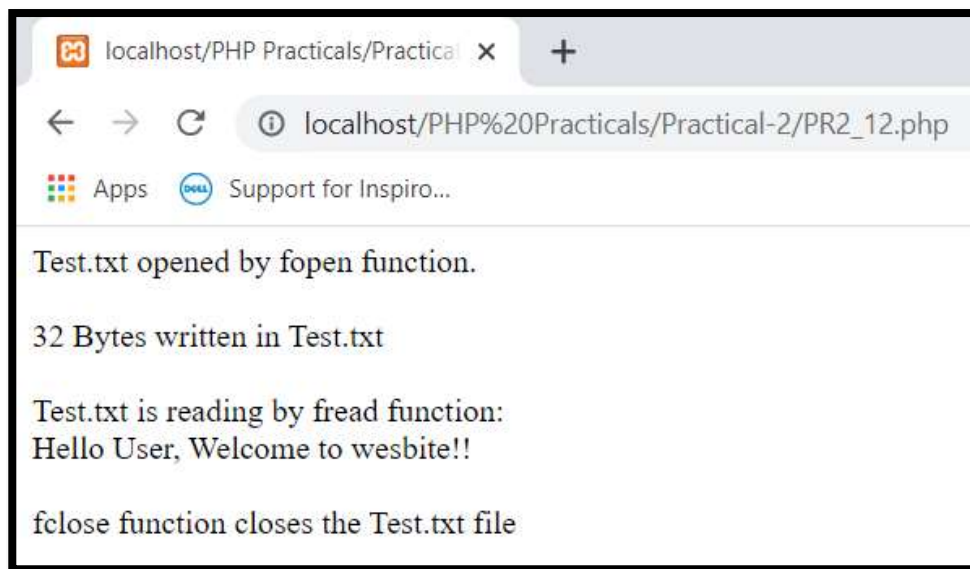 localhost/PHP Practicals/Practical
localhost/PHP%20Practicals/Practical-2/PR2_12.php
Apps DELL Support for Inspiro...
Test.txt opened by fopen function.
32 Bytes written in Test.txt
Test.txt is reading by fread function:
Hello User, Welcome to wesbite!!
fclose function closes the Test.txt file